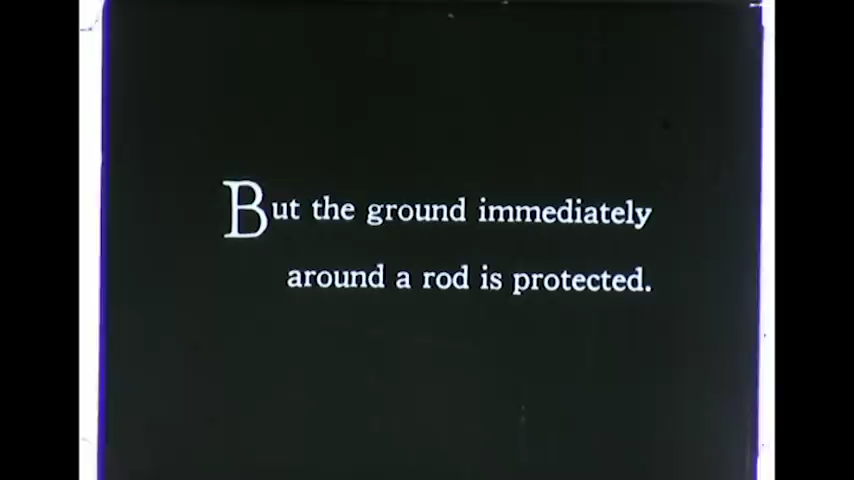 But the ground immediately
around a rod is protected.